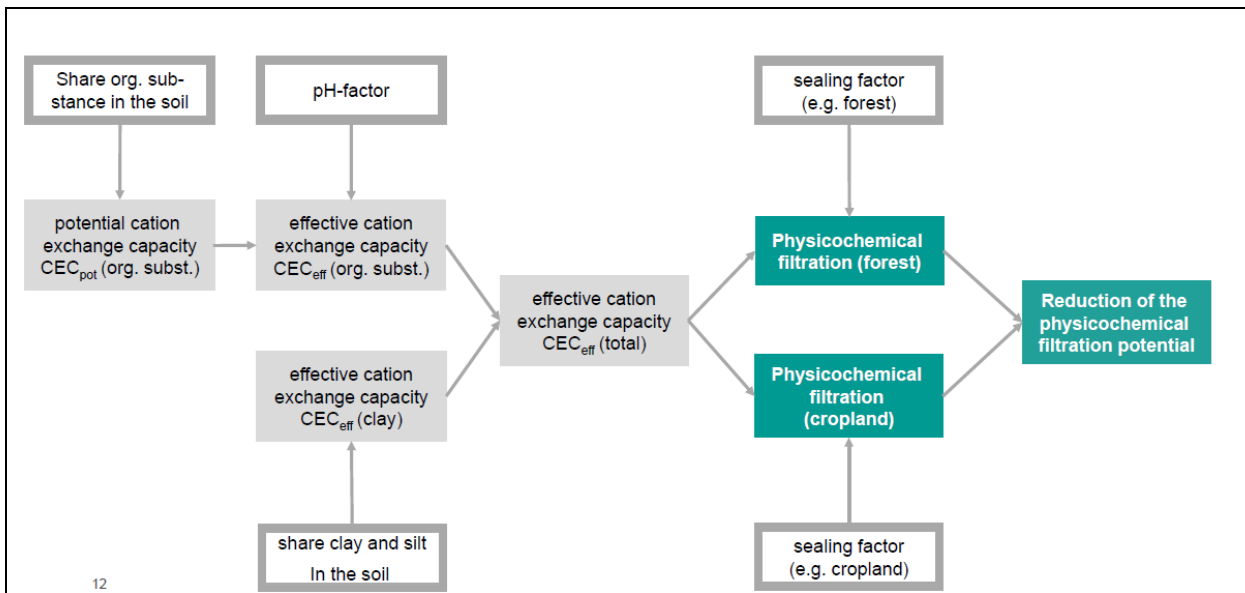 Share org. sub-
stance in the soil
pH-factor
sealing factor
(e.g. forest)
potential cation
exchange capacity
CECpot (org. subst.)
effective cation
exchange capacity
CECeff (org. subst.)
Physicochemical
filtration (forest)
effective cation
exchange capacity
CECeff (total)
Reduction of the
physicochemical
filtration potential
effective cation
exchange capacity
CECeff (clay)
Physicochemical
filtration
(cropland)
share clay and silt
In the soil
sealing factor
(e.g. cropland)
12